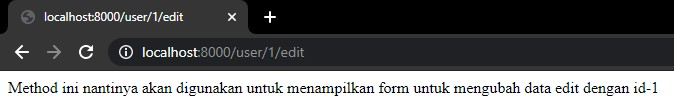 localhost:8000/user/1/edit
localhost:8000/user/1/edit
Method ini nantinya akan digunakan untuk menampilkan form untuk mengubah data edit dengan id-1